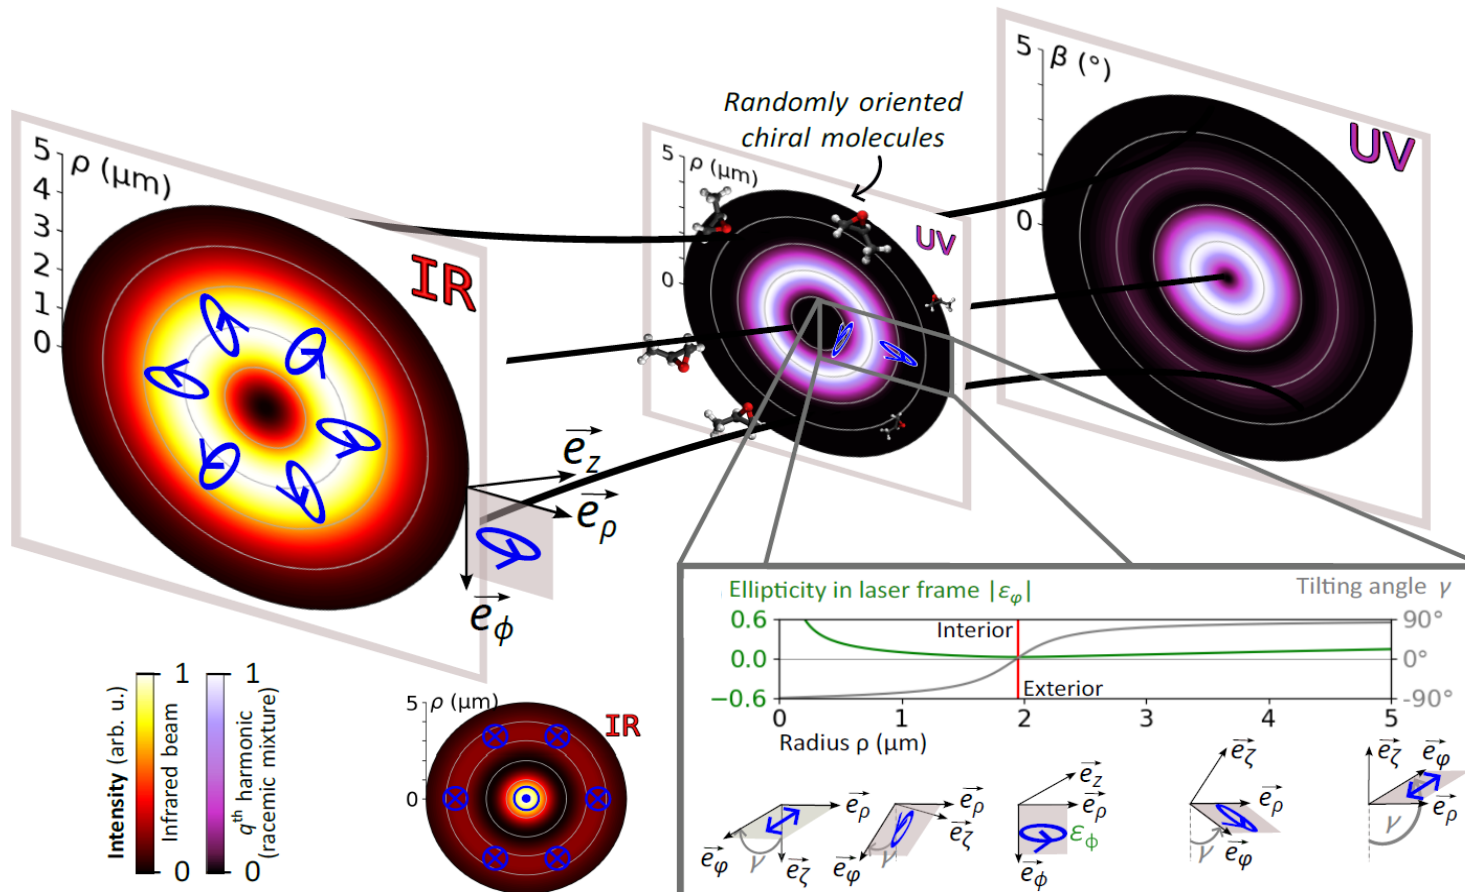 5 ρ (μm)
4
3
2
1
0
IR
e_z
e_ρ
e_ϕ
Randomly oriented
chiral molecules
5
ρ (μm)
0
UV
5 β (°)
0
UV
Intensity (arb. u.)
Infrared beam
1
0
qth harmonic
(racemic mixture)
1
0
5 ρ (μm)
0
IR
Ellipticity in laser frame |ε_φ|
Tilting angle γ
0.6
0.0
−0.6
Interior
Exterior
90°
0°
-90°
0 1 2 3 4 5
Radius ρ (μm)
e_ρ
e_φ
γ
e_ζ
e_ρ
e_ζ
e_φ
γ
e_z
e_ρ
ε_ϕ
e_ϕ
e_ζ
e_ρ
γ
e_φ
e_ζ
e_φ
e_ρ
γ